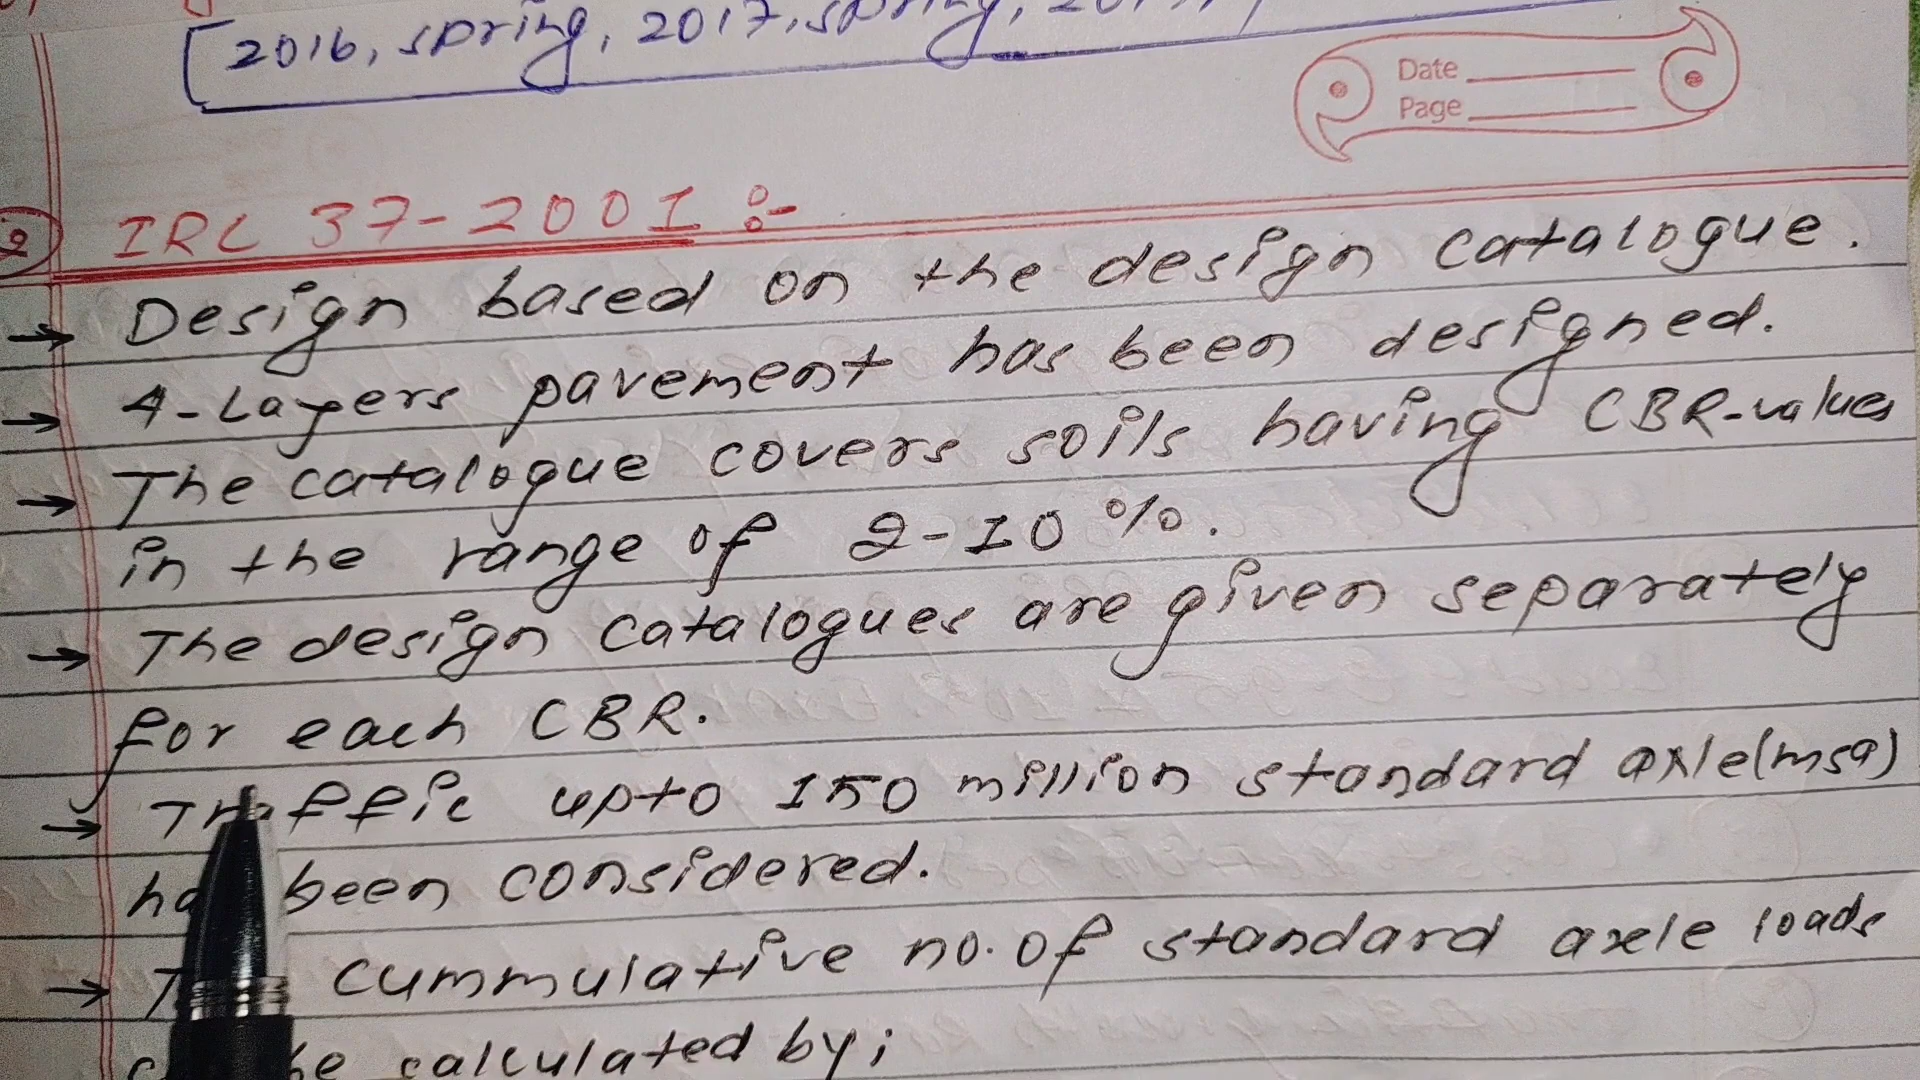 [2016, spring, 2017, spring,
Date
Page
2 IRC 37-2001 :-
→ Design based on the design catalogue.
→ 4-Layers pavement has been designed.
→ The catalogue covers soils having CBR-values
in the range of 2-10 %.
→ The design catalogues are given separately
for each CBR.
→ Traffic upto 150 million standard axle(msa)
been considered.
→ cummulative no. of standard axle loads
calculated by;